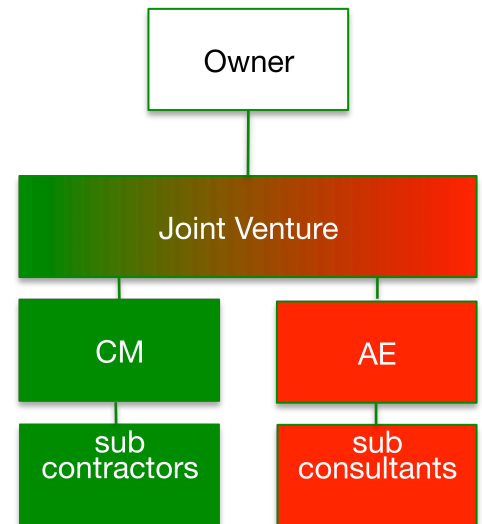 Owner
Joint Venture
CM
AE
sub
contractors
sub
consultants